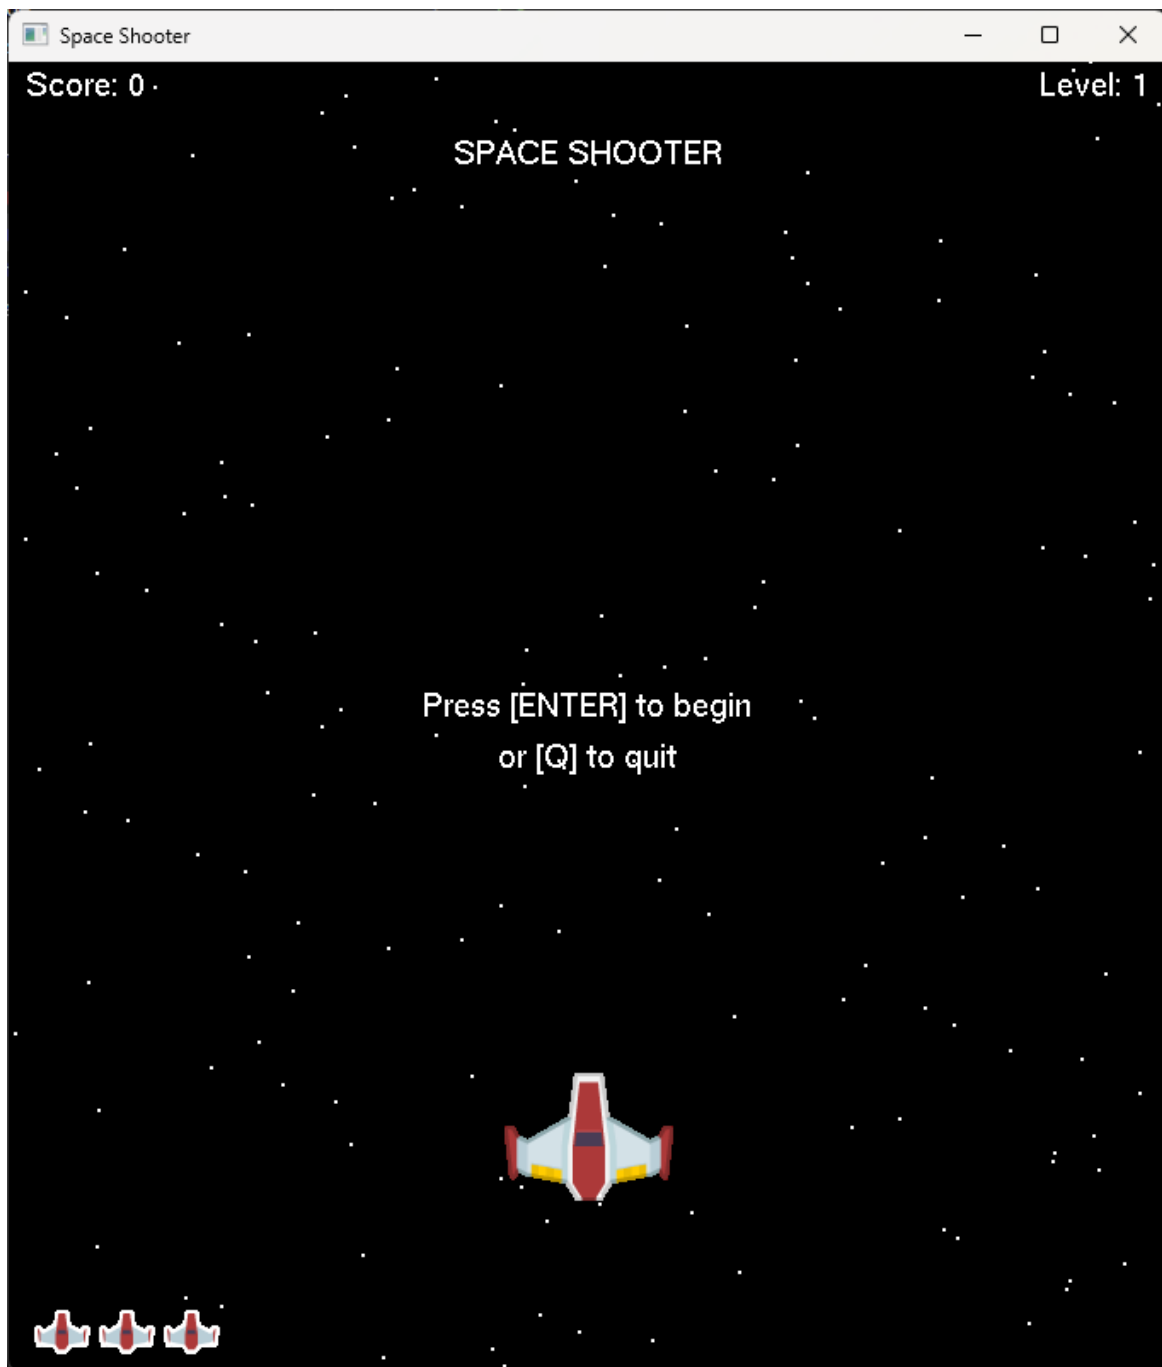 Space Shooter
Score: 0
Level: 1
SPACE SHOOTER
Press [ENTER] to begin
or [Q] to quit